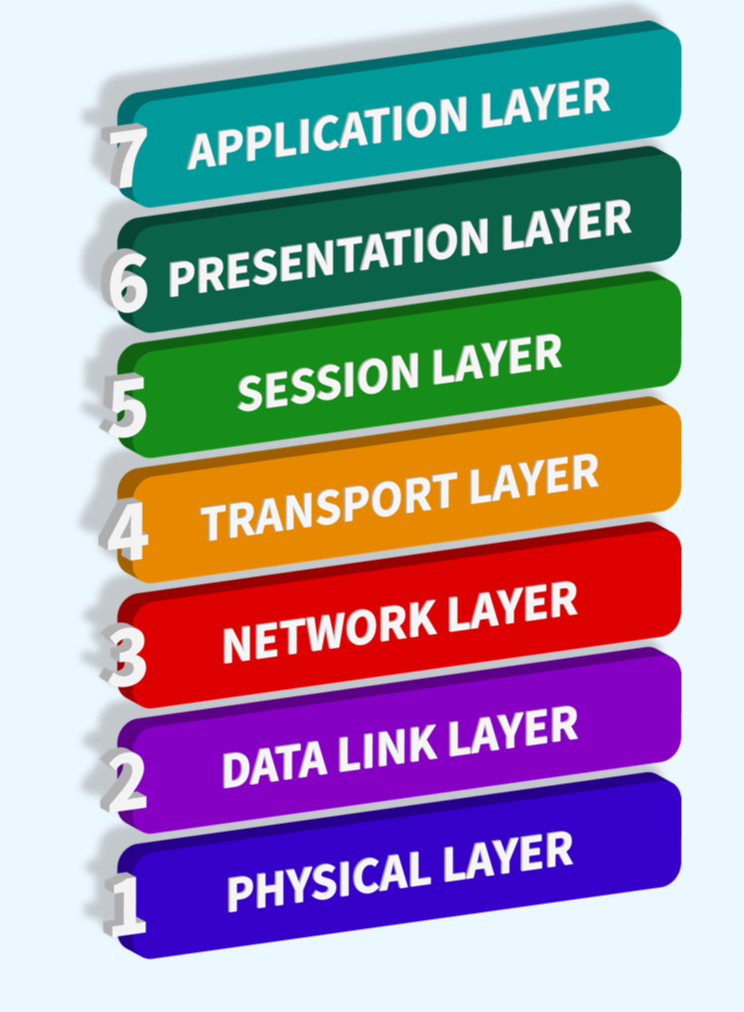 7 APPLICATION LAYER
6 PRESENTATION LAYER
5 SESSION LAYER
4 TRANSPORT LAYER
3 NETWORK LAYER
2 DATA LINK LAYER
1 PHYSICAL LAYER